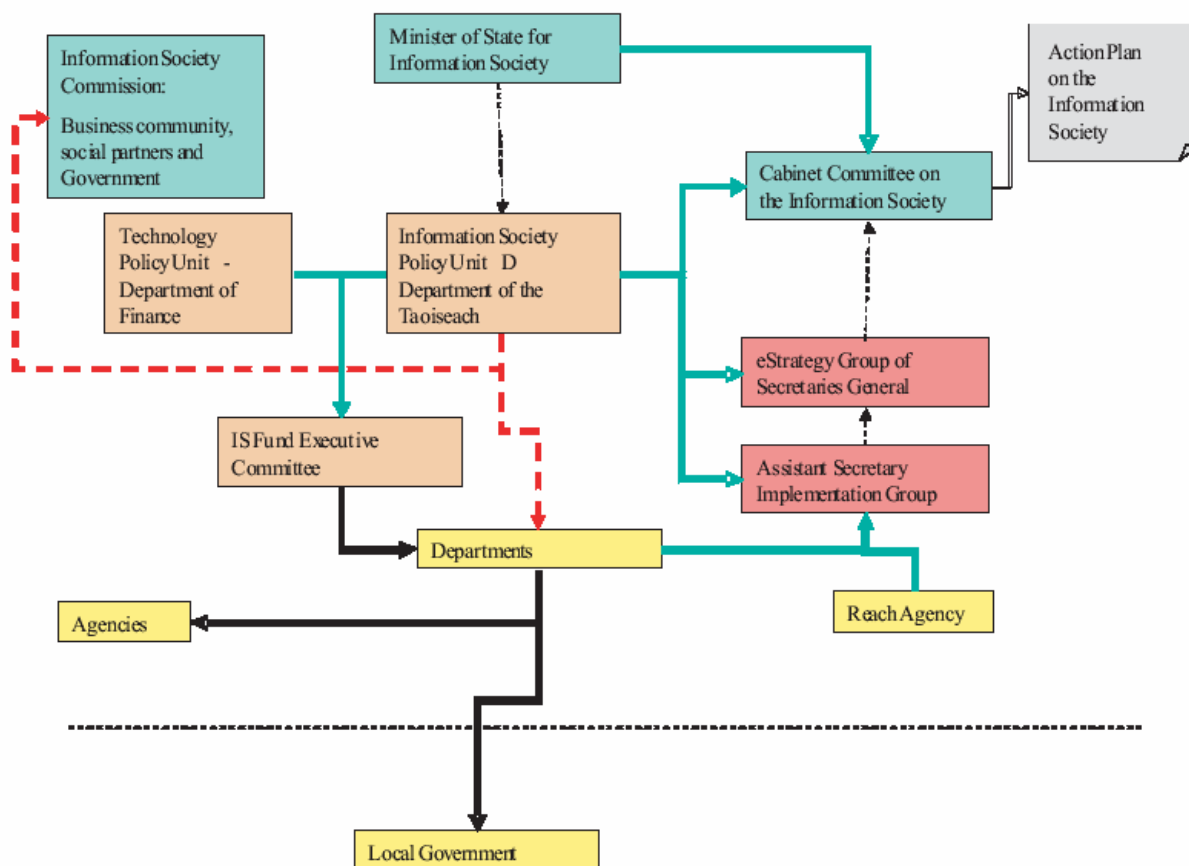 Information Society
Commission:
Business community,
social partners and
Government
Minister of State for
Information Society
Action Plan
on the
Information
Society
Cabinet Committee on
the Information Society
Technology
Policy Unit -
Department of
Finance
Information Society
Policy Unit D
Department of the
Taoiseach
eStrategy Group of
Secretaries General
IS Fund Executive
Committee
Assistant Secretary
Implementation Group
Departments
Agencies
Reach Agency
Local Government